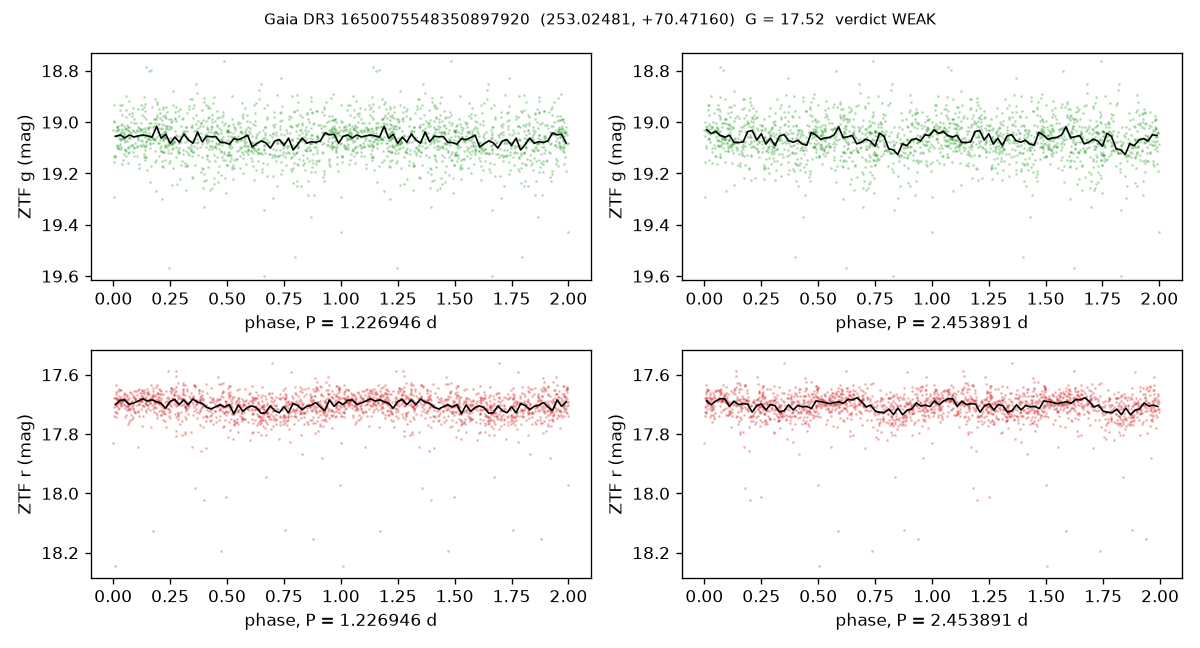 Gaia DR3 1650075548350897920 (253.02481, +70.47160) G = 17.52 verdict WEAK
ZTF g (mag)
18.8
19.0
19.2
19.4
19.6
0.00 0.25 0.50 0.75 1.00 1.25 1.50 1.75 2.00
phase, P = 1.226946 d
ZTF g (mag)
18.8
19.0
19.2
19.4
19.6
0.00 0.25 0.50 0.75 1.00 1.25 1.50 1.75 2.00
phase, P = 2.453891 d
ZTF r (mag)
17.6
17.8
18.0
18.2
0.00 0.25 0.50 0.75 1.00 1.25 1.50 1.75 2.00
phase, P = 1.226946 d
ZTF r (mag)
17.6
17.8
18.0
18.2
0.00 0.25 0.50 0.75 1.00 1.25 1.50 1.75 2.00
phase, P = 2.453891 d